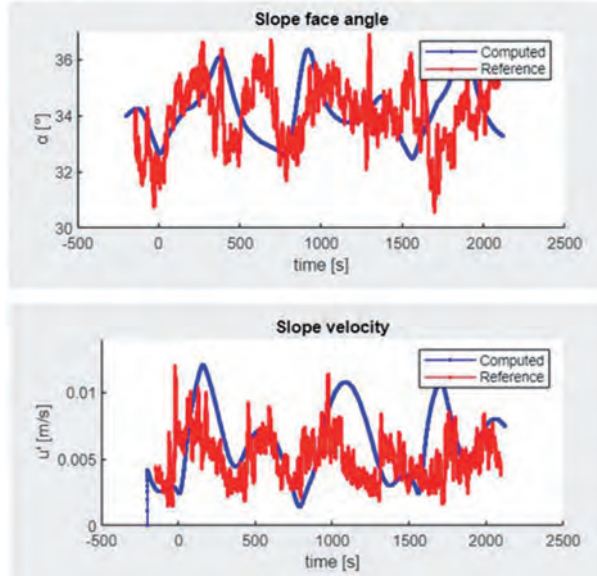 Slope face angle
36
34
32
30
α [°]
Computed
Reference
-500
0
500
1000
1500
2000
2500
time [s]
Slope velocity
0.01
0.005
0
u' [m/s]
Computed
Reference
-500
0
500
1000
1500
2000
2500
time [s]